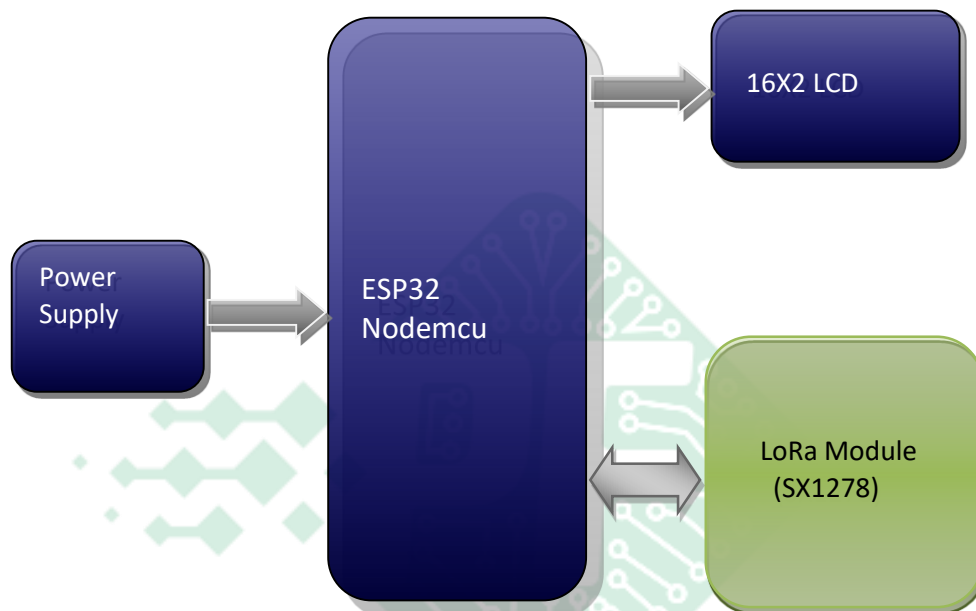 16X2 LCD
Power
Supply
ESP32
Nodemcu
LoRa Module
(SX1278)